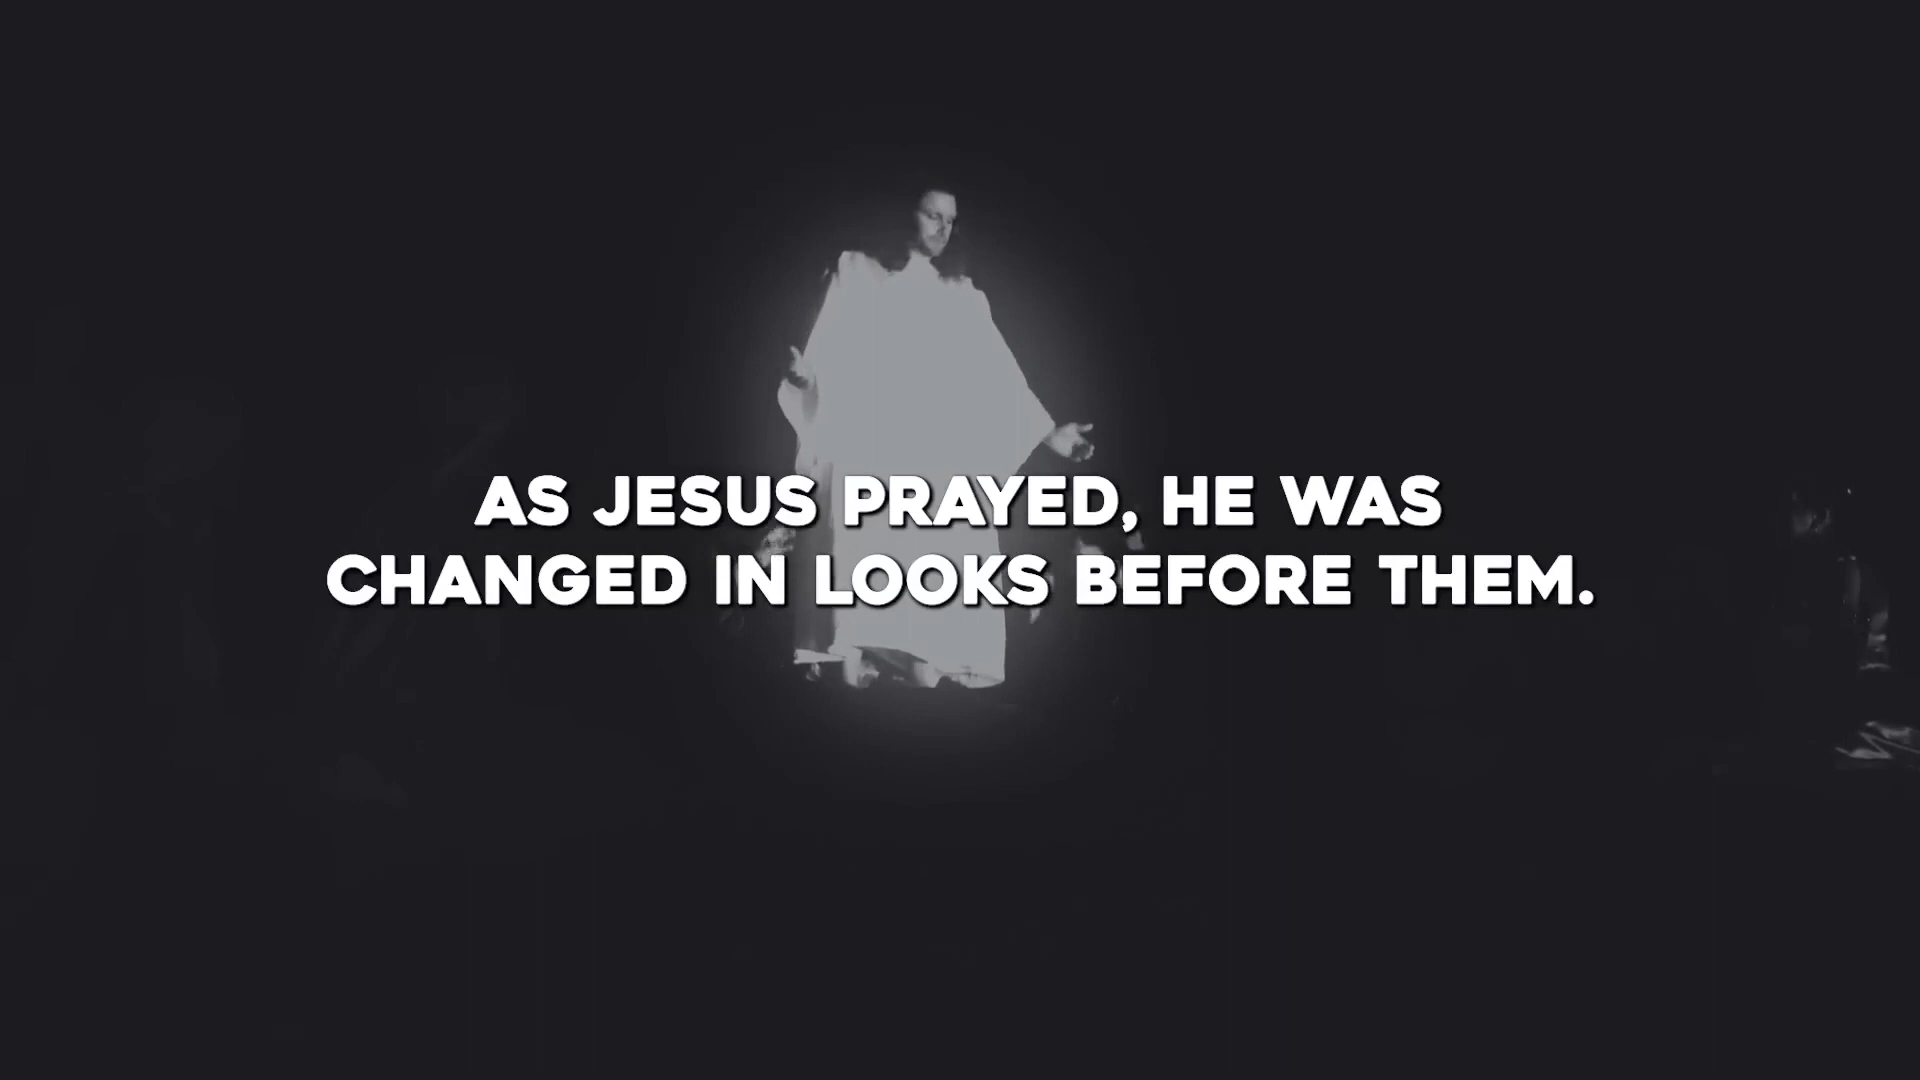 AS JESUS PRAYED, HE WAS
CHANGED IN LOOKS BEFORE THEM.